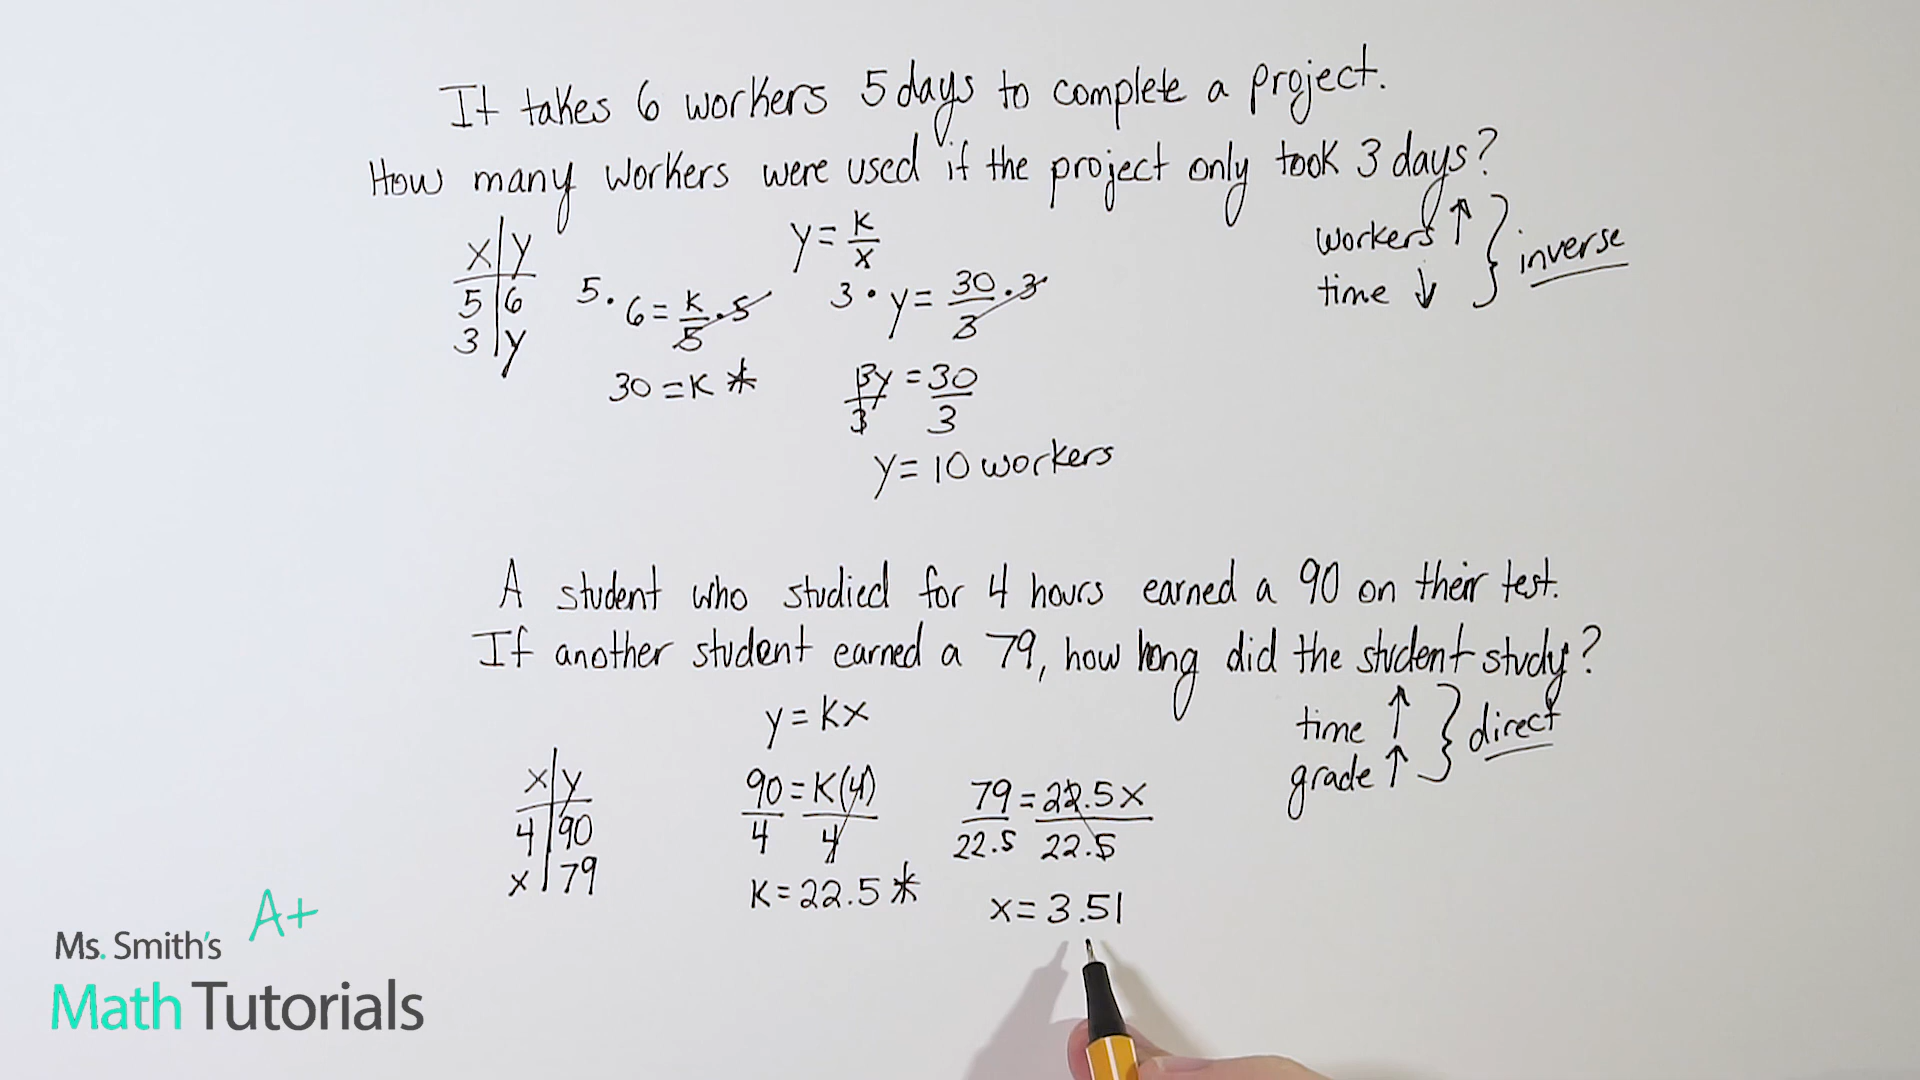 It takes 6 workers 5 days to complete a project.
How many workers were used if the project only took 3 days?
workers ↑
time ↓
} inverse
x | y
5 | 6
3 | y
y = k/x
5 · 6 = k/5 · 5
30 = k *
3 · y = 30/3 · 3
3y/3 = 30/3
y = 10 workers
A student who studied for 4 hours earned a 90 on their test.
If another student earned a 79, how long did the student study?
time ↑
grade ↑
} direct
y = kx
x | y
4 | 90
x | 79
90/4 = k(4)/4
k = 22.5 *
79/22.5 = 22.5x/22.5
x = 3.51
A+
Ms. Smith's
Math Tutorials